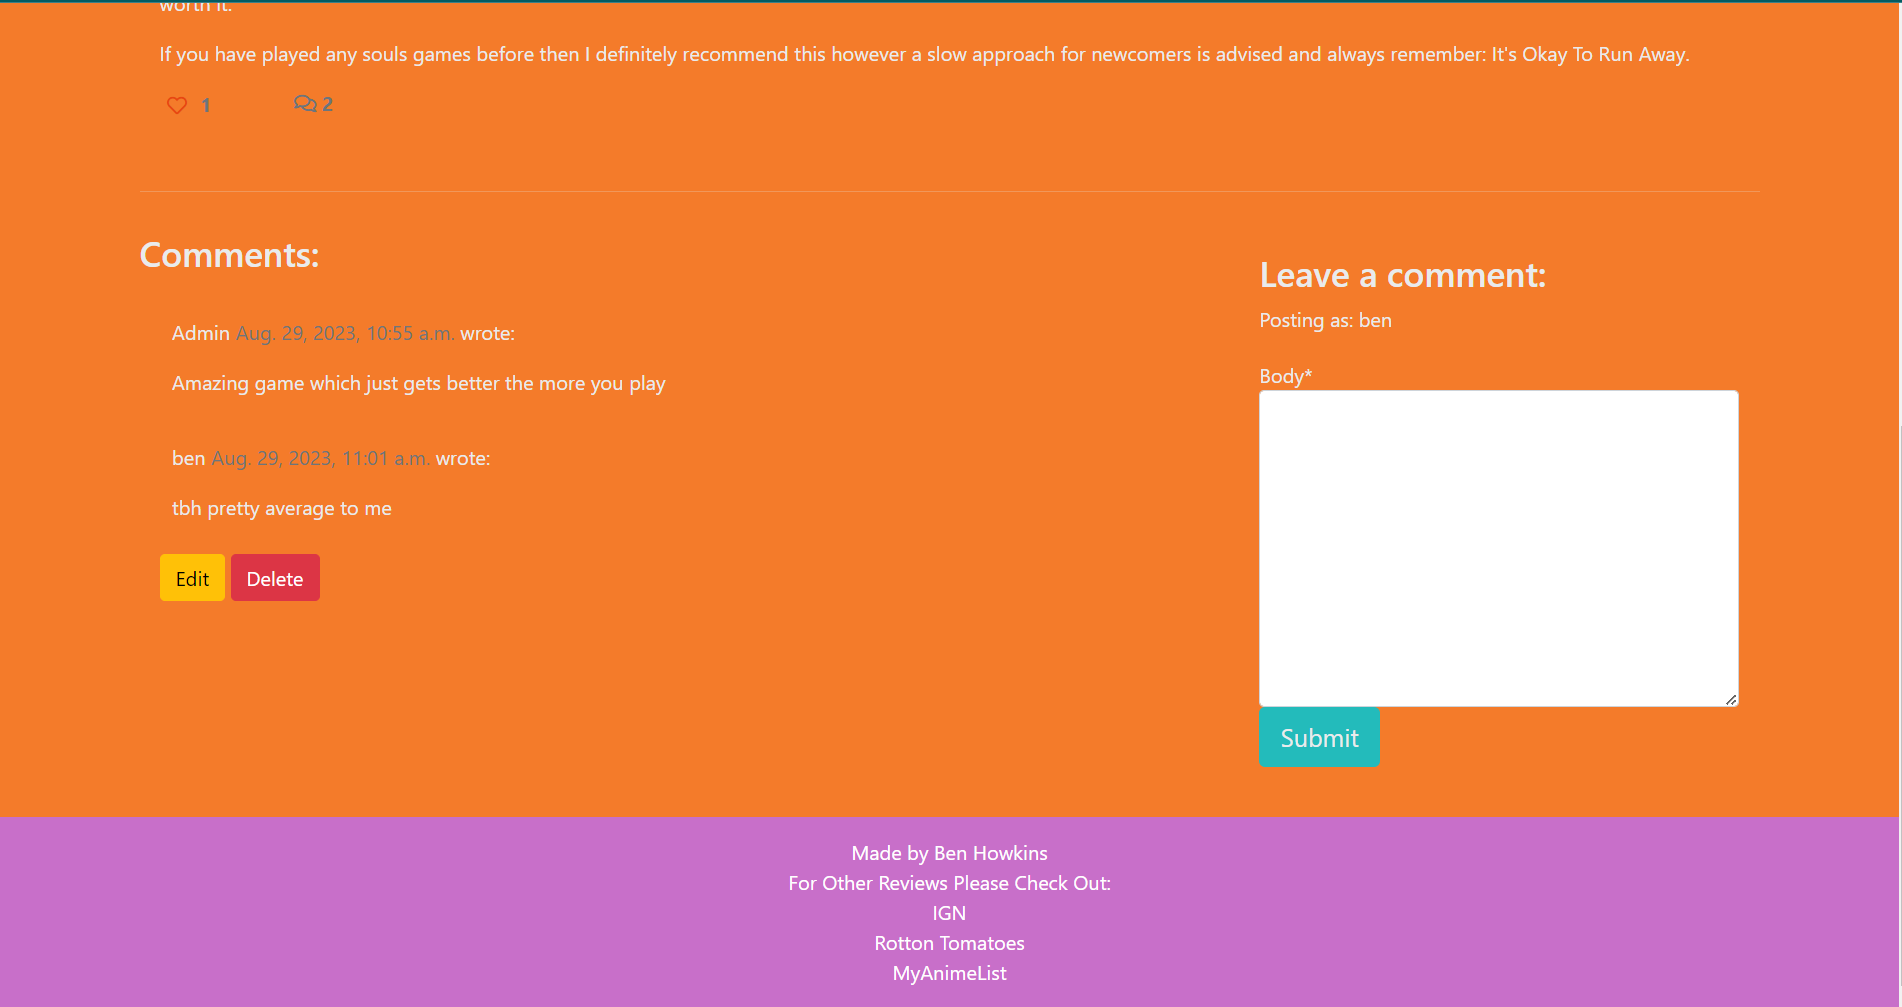 worth it.
If you have played any souls games before then I definitely recommend this however a slow approach for newcomers is advised and always remember: It's Okay To Run Away.
1 2
Comments:
Admin Aug. 29, 2023, 10:55 a.m. wrote:
Amazing game which just gets better the more you play
ben Aug. 29, 2023, 11:01 a.m. wrote:
tbh pretty average to me
Edit Delete
Leave a comment:
Posting as: ben
Body*
Submit
Made by Ben Howkins
For Other Reviews Please Check Out:
IGN
Rotton Tomatoes
MyAnimeList